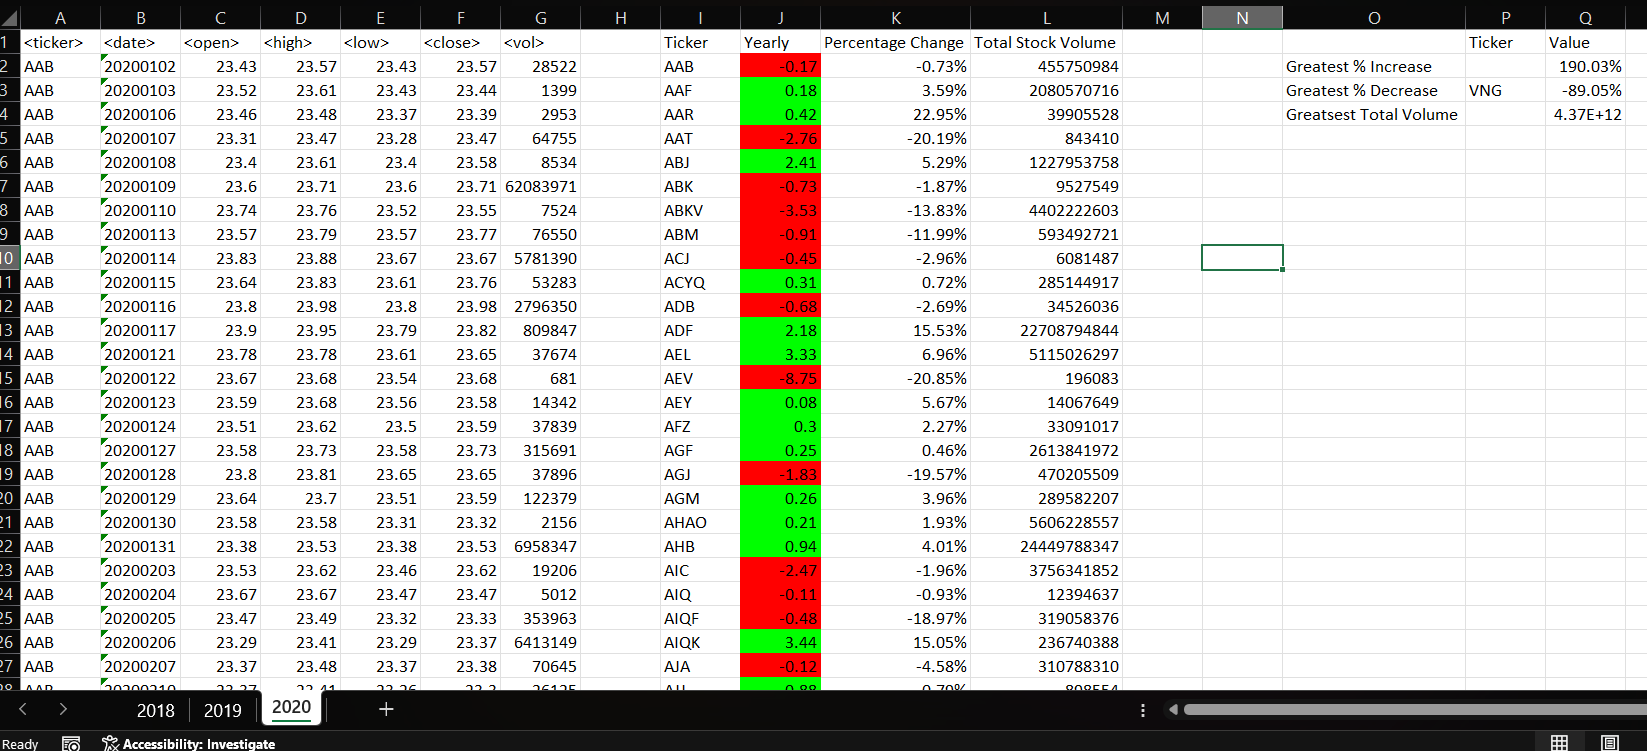 A B C D E F G H I J K L M N O P Q
1 <ticker> <date> <open> <high> <low> <close> <vol> Ticker Yearly Percentage Change Total Stock Volume Ticker Value
2 AAB 20200102 23.43 23.57 23.43 23.57 28522 AAB -0.17 -0.73% 455750984 Greatest % Increase 190.03%
3 AAB 20200103 23.52 23.61 23.43 23.44 1399 AAF 0.18 3.59% 2080570716 Greatest % Decrease VNG -89.05%
4 AAB 20200106 23.46 23.48 23.37 23.39 2953 AAR 0.42 22.95% 39905528 Greatsest Total Volume 4.37E+12
5 AAB 20200107 23.31 23.47 23.28 23.47 64755 AAT -2.76 -20.19% 843410
6 AAB 20200108 23.4 23.61 23.4 23.58 8534 ABJ 2.41 5.29% 1227953758
7 AAB 20200109 23.6 23.71 23.6 23.71 62083971 ABK -0.73 -1.87% 9527549
8 AAB 20200110 23.74 23.76 23.52 23.55 7524 ABKV -3.53 -13.83% 4402222603
9 AAB 20200113 23.57 23.79 23.57 23.77 76550 ABM -0.91 -11.99% 593492721
10 AAB 20200114 23.83 23.88 23.67 23.67 5781390 ACJ -0.45 -2.96% 6081487
11 AAB 20200115 23.64 23.83 23.61 23.76 53283 ACYQ 0.31 0.72% 285144917
12 AAB 20200116 23.8 23.98 23.8 23.98 2796350 ADB -0.68 -2.69% 34526036
13 AAB 20200117 23.9 23.95 23.79 23.82 809847 ADF 2.18 15.53% 22708794844
14 AAB 20200121 23.78 23.78 23.61 23.65 37674 AEL 3.33 6.96% 5115026297
15 AAB 20200122 23.67 23.68 23.54 23.68 681 AEV -8.75 -20.85% 196083
16 AAB 20200123 23.59 23.68 23.56 23.58 14342 AEY 0.08 5.67% 14067649
17 AAB 20200124 23.51 23.62 23.5 23.59 37839 AFZ 0.3 2.27% 33091017
18 AAB 20200127 23.58 23.73 23.58 23.73 315691 AGF 0.25 0.46% 2613841972
19 AAB 20200128 23.8 23.81 23.65 23.65 37896 AGJ -1.83 -19.57% 470205509
20 AAB 20200129 23.64 23.7 23.51 23.59 122379 AGM 0.26 3.96% 289582207
21 AAB 20200130 23.58 23.58 23.31 23.32 2156 AHAO 0.21 1.93% 5606228557
22 AAB 20200131 23.38 23.53 23.38 23.53 6958347 AHB 0.94 4.01% 24449788347
23 AAB 20200203 23.53 23.62 23.46 23.62 19206 AIC -2.47 -1.96% 3756341852
24 AAB 20200204 23.67 23.67 23.47 23.47 5012 AIQ -0.11 -0.93% 12394637
25 AAB 20200205 23.47 23.49 23.32 23.33 353963 AIQF -0.48 -18.97% 319058376
26 AAB 20200206 23.29 23.41 23.29 23.37 6413149 AIQK 3.44 15.05% 236740388
27 AAB 20200207 23.37 23.48 23.37 23.38 70645 AJA -0.12 -4.58% 310788310
2018 2019 2020
Ready Accessibility: Investigate